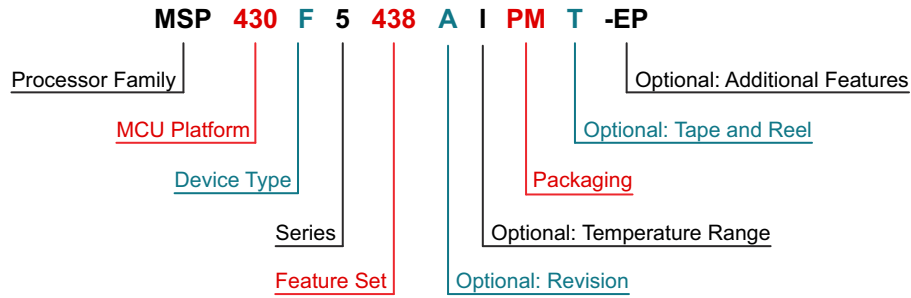 MSP 430 F 5 438 A I PM T -EP
Processor Family
Optional: Additional Features
MCU Platform
Optional: Tape and Reel
Device Type
Packaging
Series
Optional: Temperature Range
Feature Set
Optional: Revision